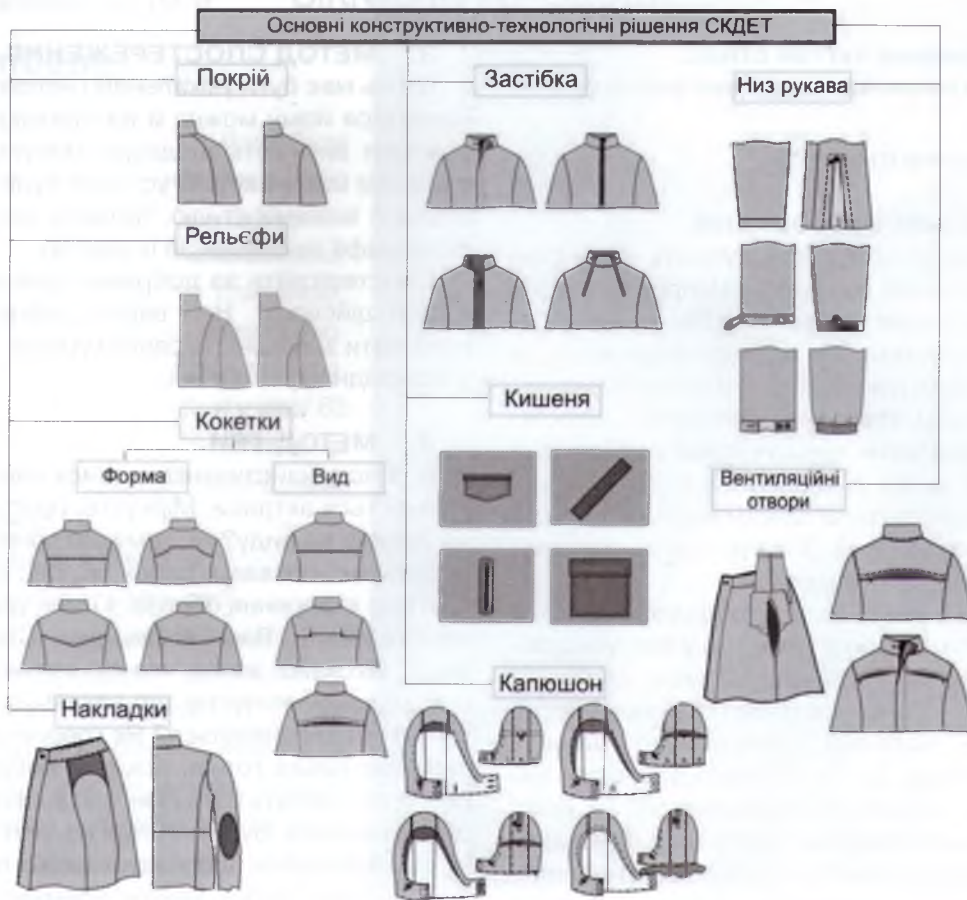 Основні конструктивно-технологічні рішення СКДЕТ
Покрій
Застібка
Низ рукава
Рельєфи
Кишеня
Кокетки
Форма
Вид
Вентиляційні
отвори
Капюшон
Накладки